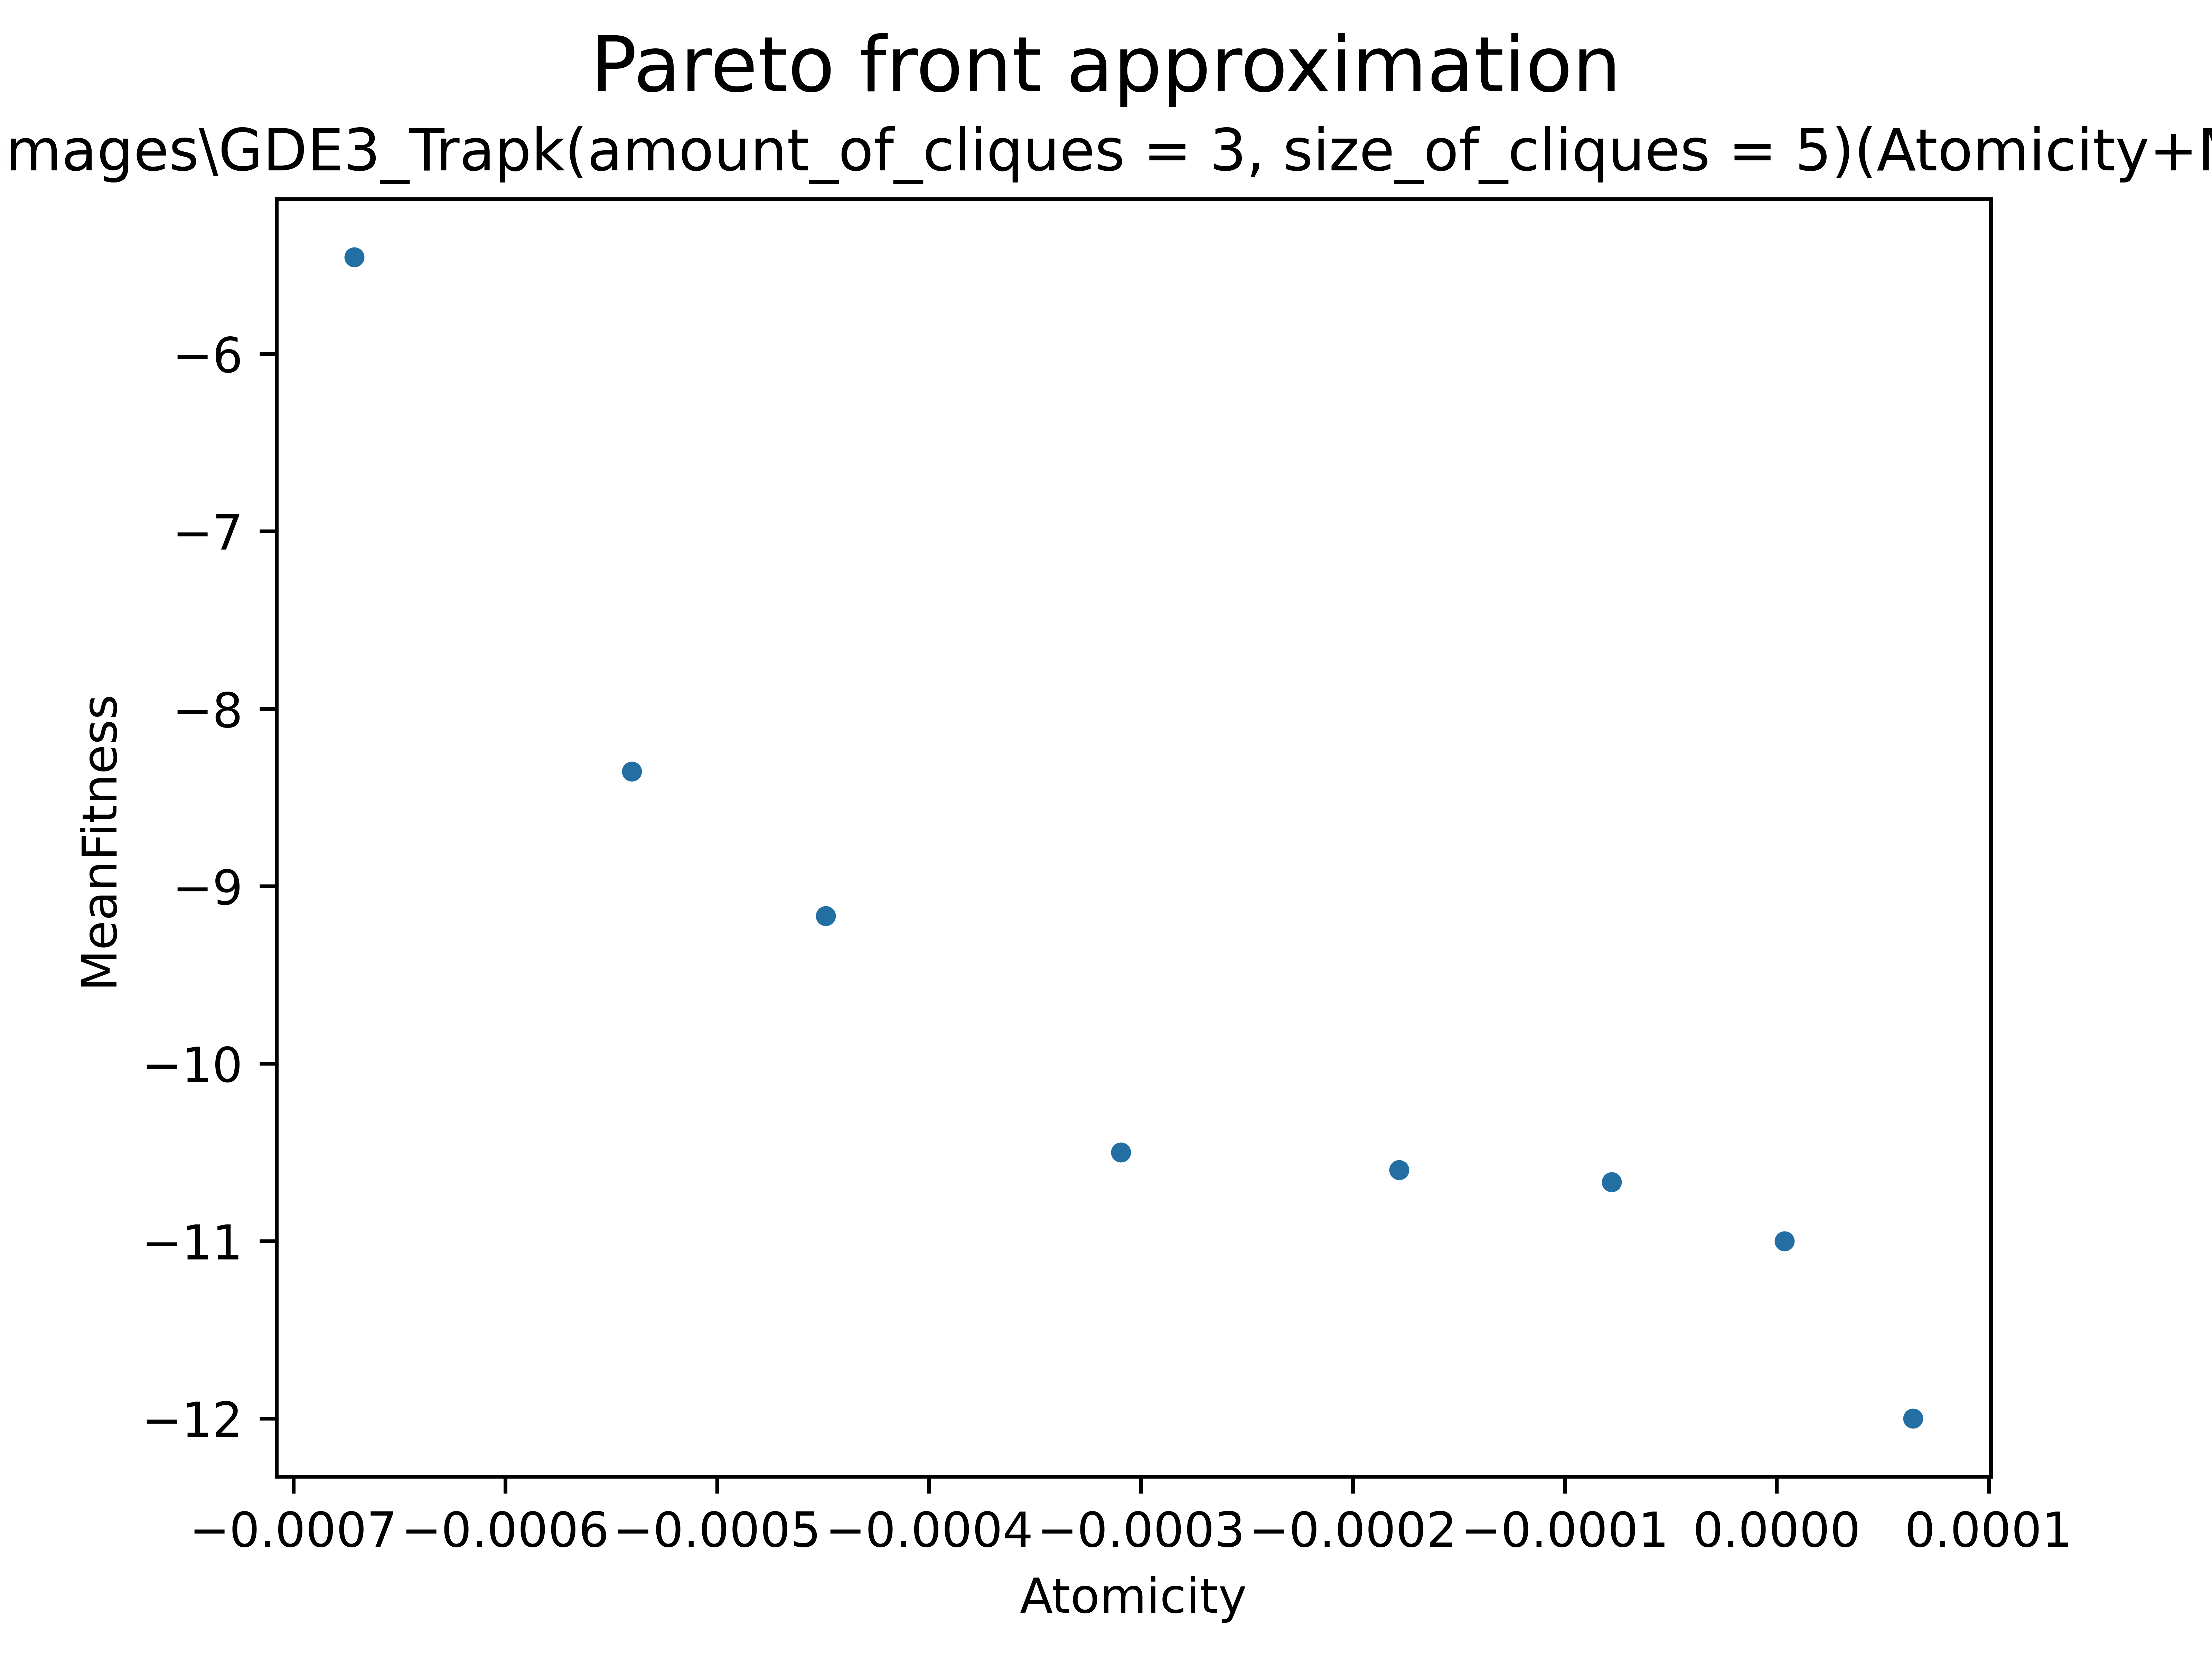 Pareto front approximation
images\GDE3_Trapk(amount_of_cliques = 3, size_of_cliques = 5)(Atomicity+
−6
−7
−8
−9
−10
−11
−12
MeanFitness
−0.0007 −0.0006 −0.0005 −0.0004 −0.0003 −0.0002 −0.0001 0.0000 0.0001
Atomicity